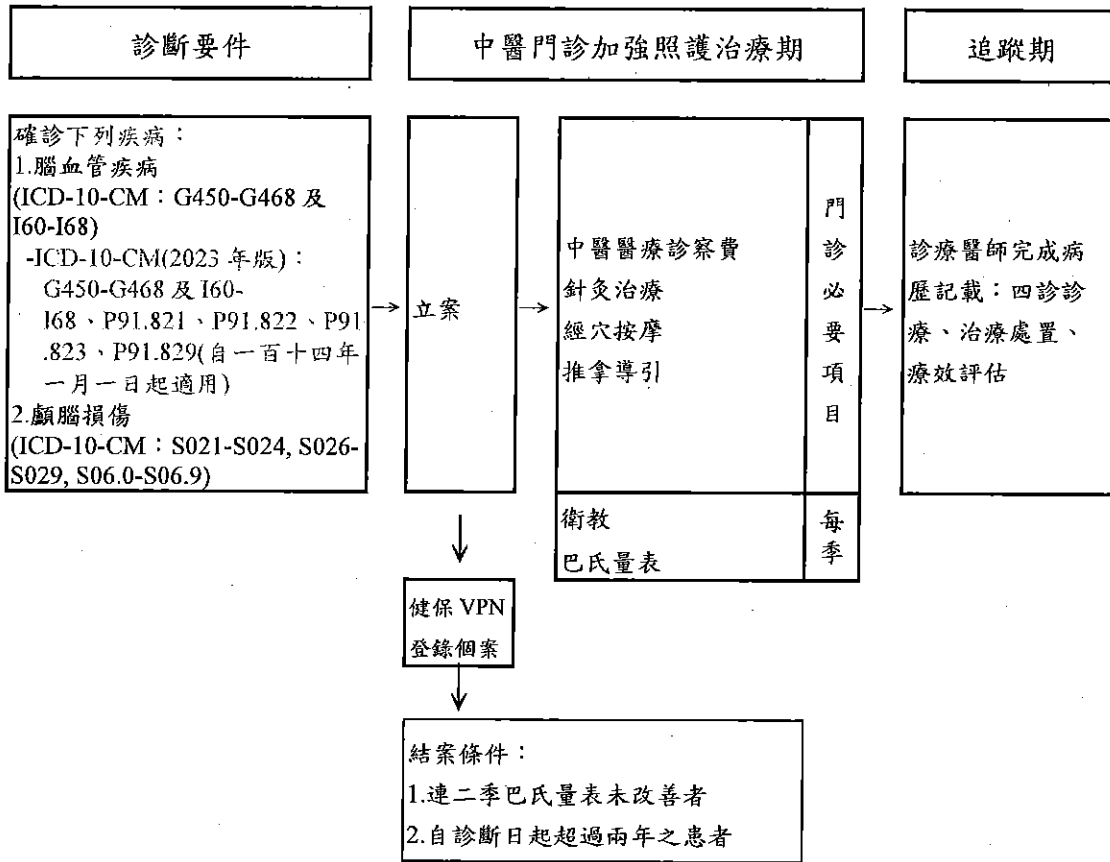 診斷要件
中醫門診加強照護治療期
追蹤期
確診下列疾病：
1.腦血管疾病
(ICD-10-CM：G450-G468 及
I60-I68)
-ICD-10-CM(2023 年版)：
G450-G468 及 I60-
I68、P91.821、P91.822、P91
.823、P91.829(自一百十四年
一月一日起適用)
2.顱腦損傷
(ICD-10-CM：S021-S024, S026-
S029, S06.0-S06.9)
立案
中醫醫療診察費
針灸治療
經穴按摩
推拿導引
門診必要項目
衛教
巴氏量表
每季
診療醫師完成病
歷記載：四診診
療、治療處置、
療效評估
健保 VPN
登錄個案
結案條件：
1.連二季巴氏量表未改善者
2.自診斷日起超過兩年之患者